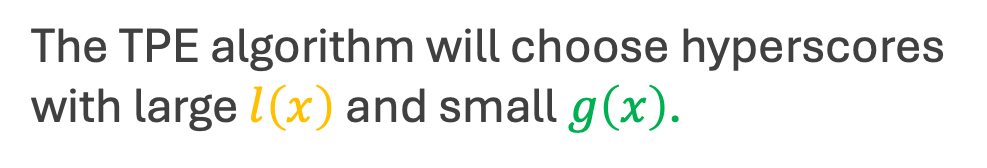 The TPE algorithm will choose hyperscores
with large l(x) and small g(x).